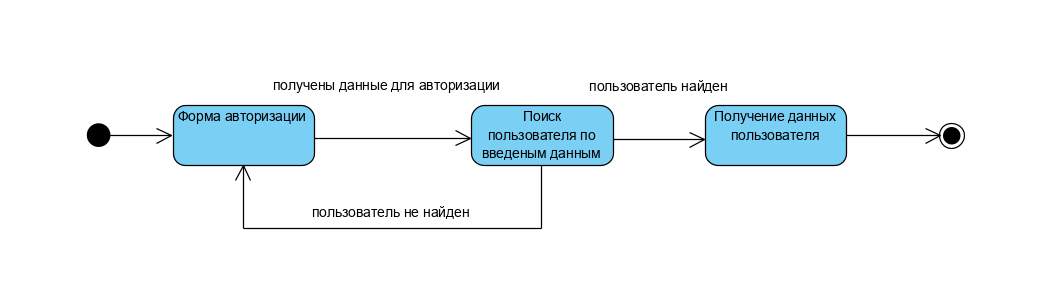 получены данные для авторизации
пользователь найден
Форма авторизации
Поиск
пользователя по
введеным данным
Получение данных
пользователя
пользователь не найден